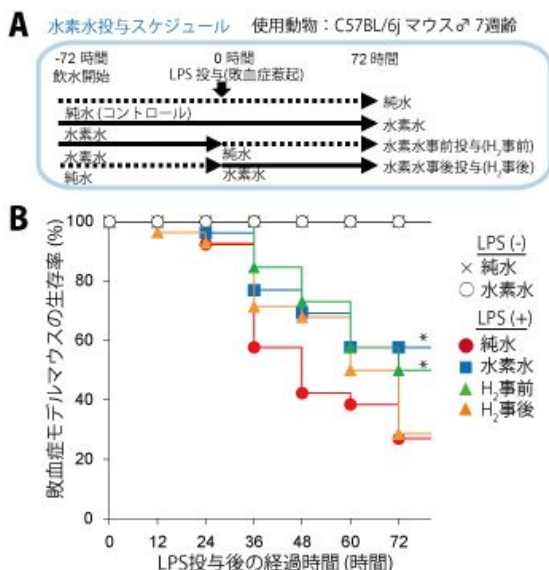 A 水素水投与スケジュール 使用動物：C57BL/6j マウス♂ 7週齢
-72 時間 0 時間 72 時間
飲水開始 LPS 投与(敗血症惹起)
純水
純水 (コントロール)
水素水
水素水
水素水事前投与(H₂事前)
水素水 純水
水素水事後投与(H₂事後)
純水 水素水
B
敗血症モデルマウスの生存率 (%)
100
80
60
40
20
0
0 12 24 36 48 60 72
LPS投与後の経過時間 (時間)
*
*
LPS (-)
× 純水
○ 水素水
LPS (+)
純水
水素水
H₂事前
H₂事後